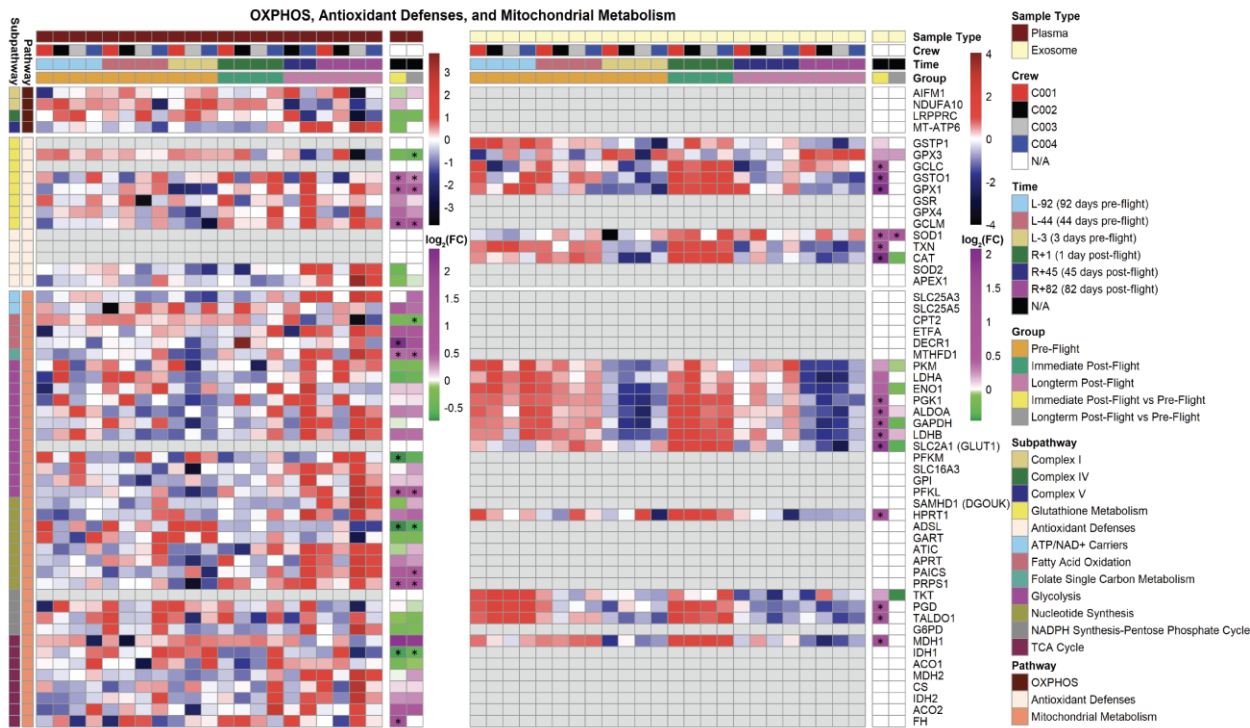 OXPHOS, Antioxidant Defenses, and Mitochondrial Metabolism
Subpathway
Pathway
3
2
1
0
-1
-2
-3
log2(FC)
2
1.5
1
0.5
0
-0.5
4
2
0
-2
-4
log2(FC)
2
1.5
1
0.5
0
Sample Type
Crew
Time
Group
AIFM1
NDUFA10
LRPPRC
MT-ATP6
GSTP1
GPX3
GCLC
GSTO1
GPX1
GSR
GPX4
GCLM
SOD1
TXN
CAT
SOD2
APEX1
SLC25A3
SLC25A5
CPT2
ETFA
DECR1
MTHFD1
PKM
LDHA
ENO1
PGK1
ALDOA
GAPDH
LDHB
SLC2A1 (GLUT1)
PFKM
SLC16A3
GPI
PFKL
SAMHD1 (DGOUK)
HPRT1
ADSL
GART
ATIC
APRT
PAICS
PRPS1
TKT
PGD
TALDO1
G6PD
MDH1
IDH1
ACO1
MDH2
CS
IDH2
ACO2
FH
Sample Type
Plasma
Exosome
Crew
C001
C002
C003
C004
N/A
Time
L-92 (92 days pre-flight)
L-44 (44 days pre-flight)
L-3 (3 days pre-flight)
R+1 (1 day post-flight)
R+45 (45 days post-flight)
R+82 (82 days post-flight)
N/A
Group
Pre-Flight
Immediate Post-Flight
Longterm Post-Flight
Immediate Post-Flight vs Pre-Flight
Longterm Post-Flight vs Pre-Flight
Subpathway
Complex I
Complex IV
Complex V
Glutathione Metabolism
Antioxidant Defenses
ATP/NAD+ Carriers
Fatty Acid Oxidation
Folate Single Carbon Metabolism
Glycolysis
Nucleotide Synthesis
NADPH Synthesis-Pentose Phosphate Cycle
TCA Cycle
Pathway
OXPHOS
Antioxidant Defenses
Mitochondrial Metabolism